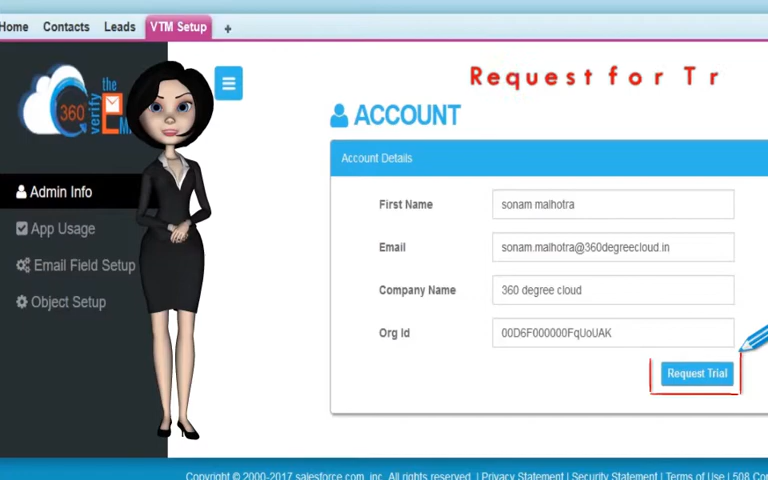 Home Contacts Leads VTM Setup +
Request for Tr
the
360°
verify
ACCOUNT
Account Details
Admin Info
First Name sonam malhotra
App Usage
Email sonam.malhotra@360degreecloud.in
Email Field Setup
Company Name 360 degree cloud
Object Setup
Org Id 00D6F000000FqUoUAK
Request Trial
Copyright © 2000-2017 salesforce.com, inc. All rights reserved. | Privacy Statement | Security Statement | Terms of Use | 508 Co